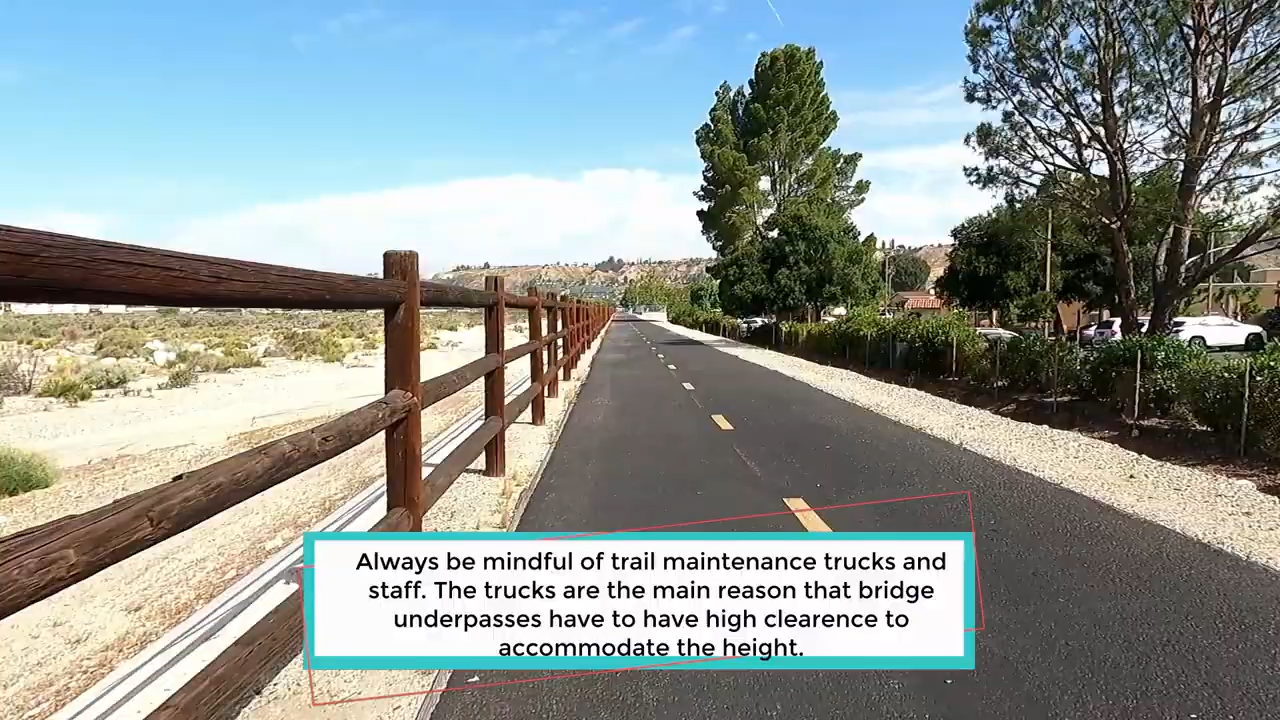 Always be mindful of trail maintenance trucks and
staff. The trucks are the main reason that bridge
underpasses have to have high clearence to
accommodate the height.